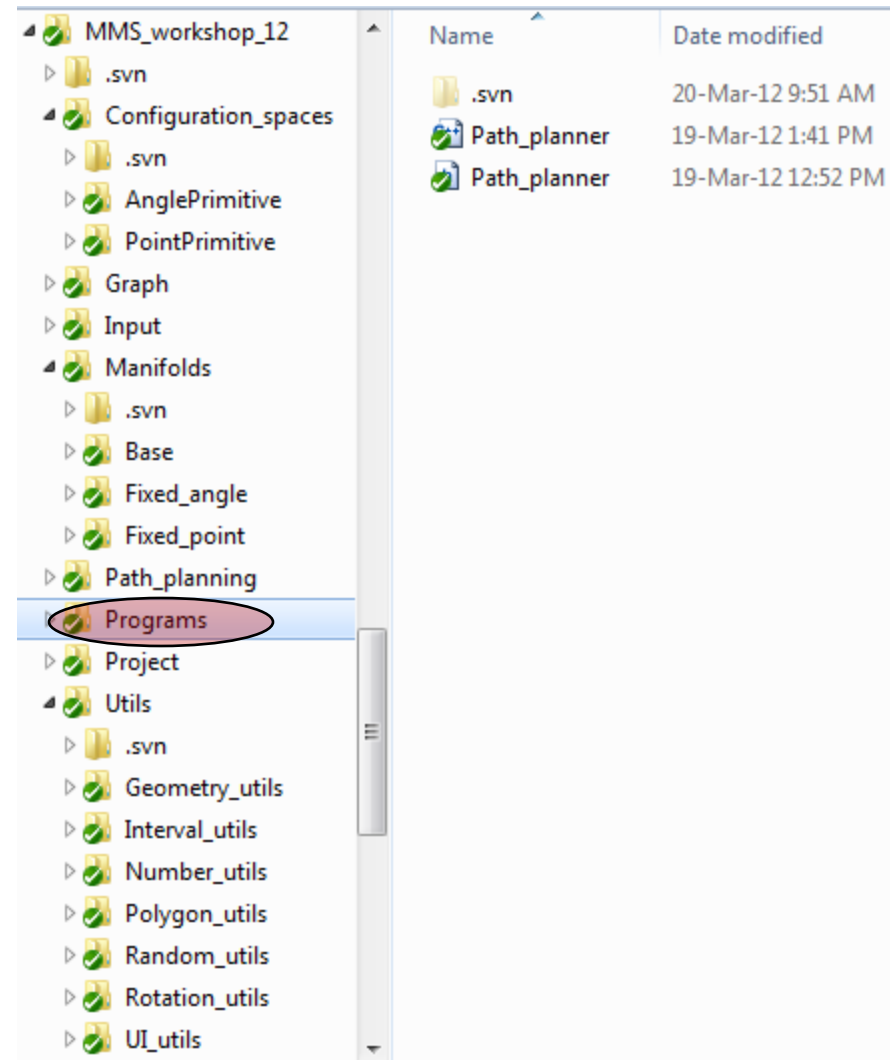 MMS_workshop_12
.svn
Configuration_spaces
.svn
AnglePrimitive
PointPrimitive
Graph
Input
Manifolds
.svn
Base
Fixed_angle
Fixed_point
Path_planning
Programs
Project
Utils
.svn
Geometry_utils
Interval_utils
Number_utils
Polygon_utils
Random_utils
Rotation_utils
UI_utils
Name Date modified
.svn 20-Mar-12 9:51 AM
Path_planner 19-Mar-12 1:41 PM
Path_planner 19-Mar-12 12:52 PM